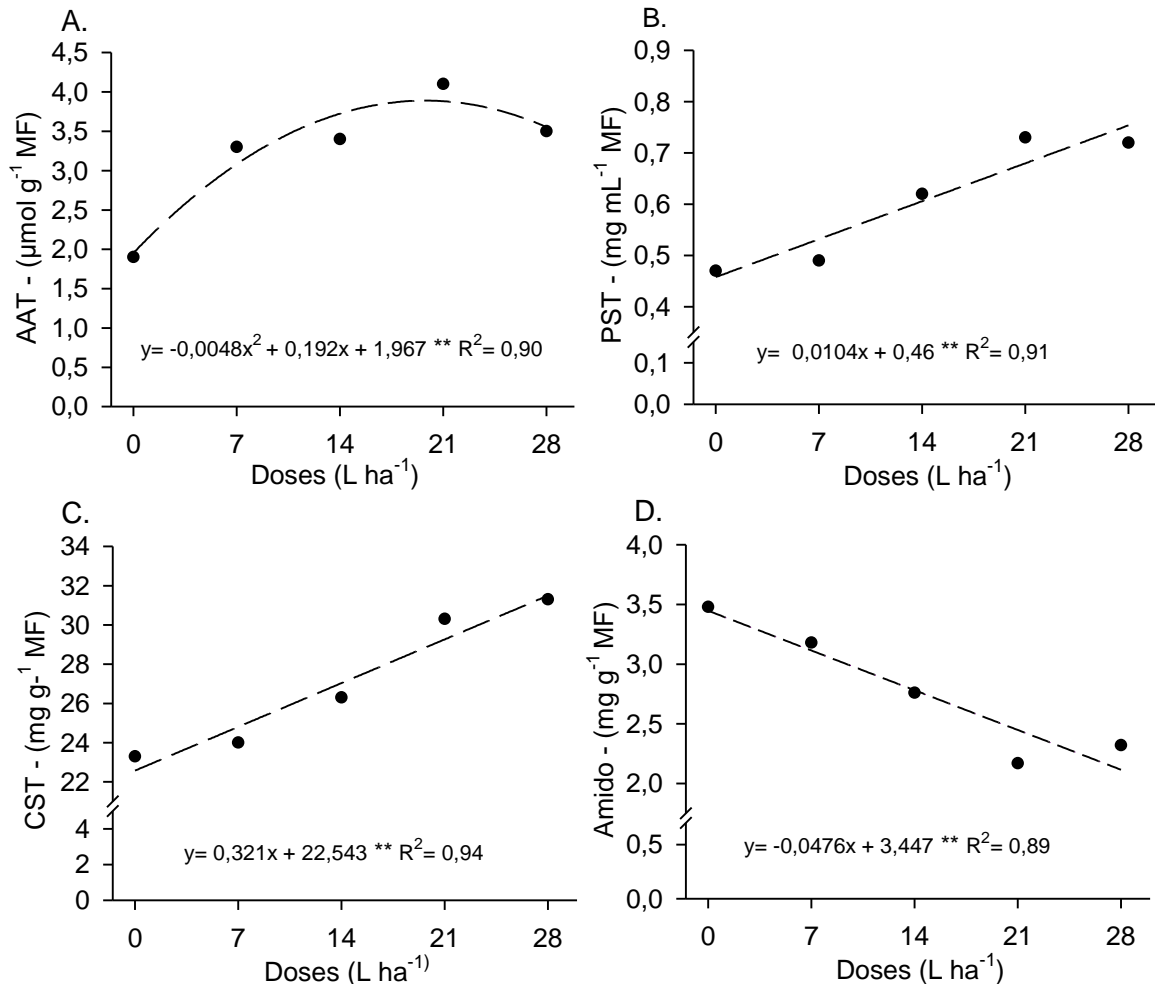 A.
AAT - (µmol g⁻¹ MF)
4,5
4,0
3,5
3,0
2,5
2,0
1,5
1,0
0,5
0,0
y= -0,0048x² + 0,192x + 1,967 ** R²= 0,90
0 7 14 21 28
Doses (L ha⁻¹)
B.
PST - (mg mL⁻¹ MF)
0,9
0,8
0,7
0,6
0,5
0,4
0,1
0,0
y= 0,0104x + 0,46 ** R²= 0,91
0 7 14 21 28
Doses (L ha⁻¹)
C.
CST - (mg g-¹ MF)
34
32
30
28
26
24
22
4
2
0
y= 0,321x + 22,543 ** R²= 0,94
0 7 14 21 28
Doses (L ha⁻¹⁾
D.
Amido - (mg g⁻¹ MF)
4,0
3,5
3,0
2,5
2,0
0,5
0,0
y= -0,0476x + 3,447 ** R²= 0,89
0 7 14 21 28
Doses (L ha⁻¹)